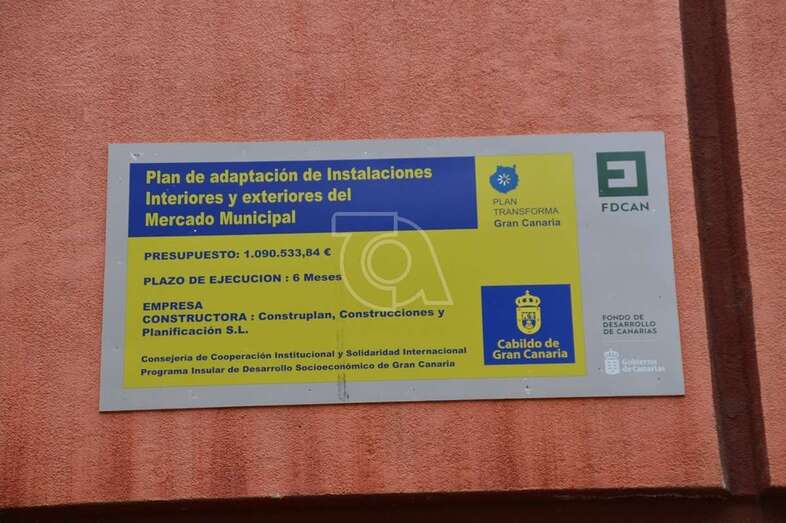 Plan de adaptación de Instalaciones
Interiores y exteriores del
Mercado Municipal
PRESUPUESTO: 1.090.533,84 €
PLAZO DE EJECUCION : 6 Meses
EMPRESA
CONSTRUCTORA : Construplan, Construcciones y
Planificación S.L.
Consejería de Cooperación Institucional y Solidaridad Internacional
Programa Insular de Desarrollo Socioeconómico de Gran Canaria
PLAN
TRANSFORMA
Gran Canaria
Cabildo de
Gran Canaria
FDCAN
FONDO DE
DESARROLLO
DE CANARIAS
Gobierno
de Canarias